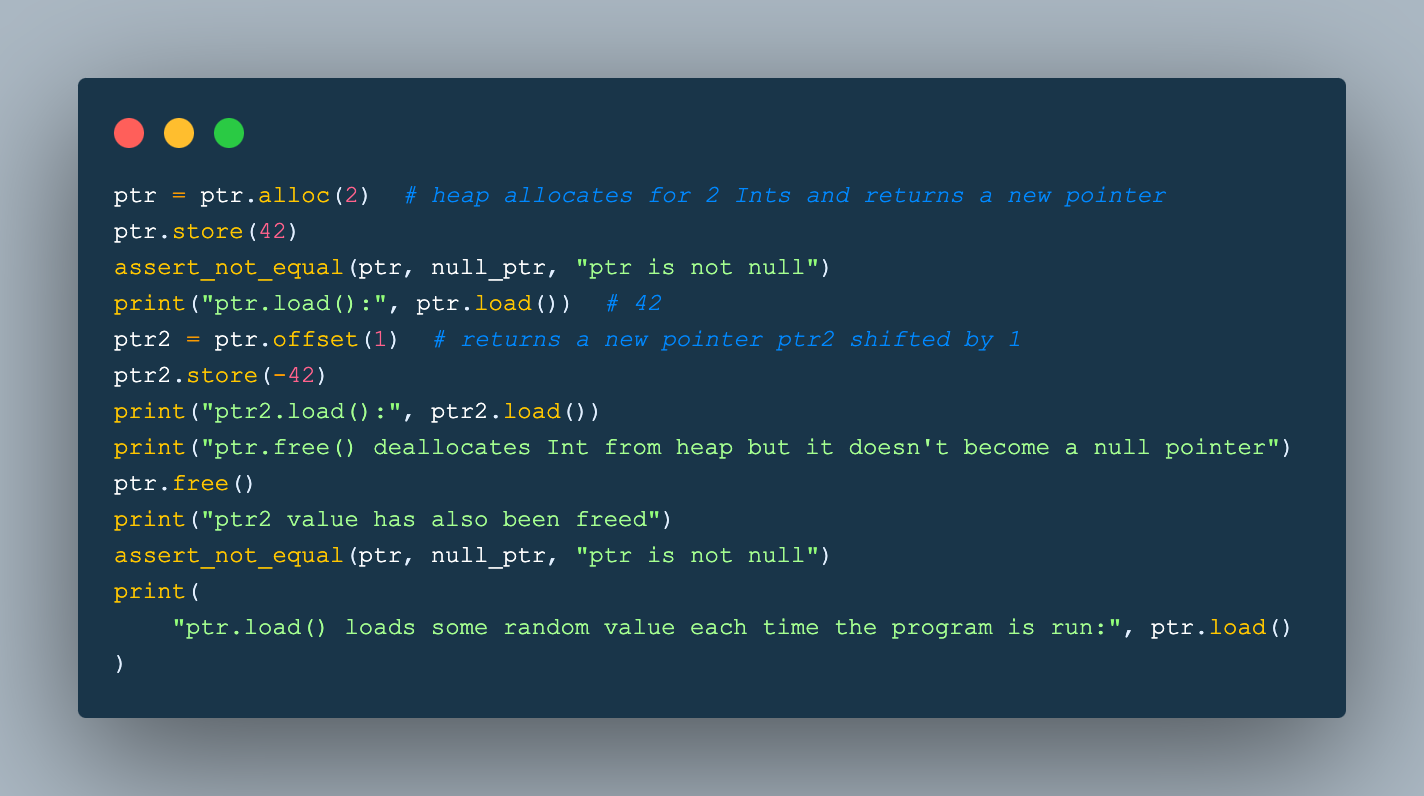 ptr = ptr.alloc(2)  # heap allocates for 2 Ints and returns a new pointer
ptr.store(42)
assert_not_equal(ptr, null_ptr, "ptr is not null")
print("ptr.load():", ptr.load())  # 42
ptr2 = ptr.offset(1)  # returns a new pointer ptr2 shifted by 1
ptr2.store(-42)
print("ptr2.load():", ptr2.load())
print("ptr.free() deallocates Int from heap but it doesn't become a null pointer")
ptr.free()
print("ptr2 value has also been freed")
assert_not_equal(ptr, null_ptr, "ptr is not null")
print(
    "ptr.load() loads some random value each time the program is run:", ptr.load()
)